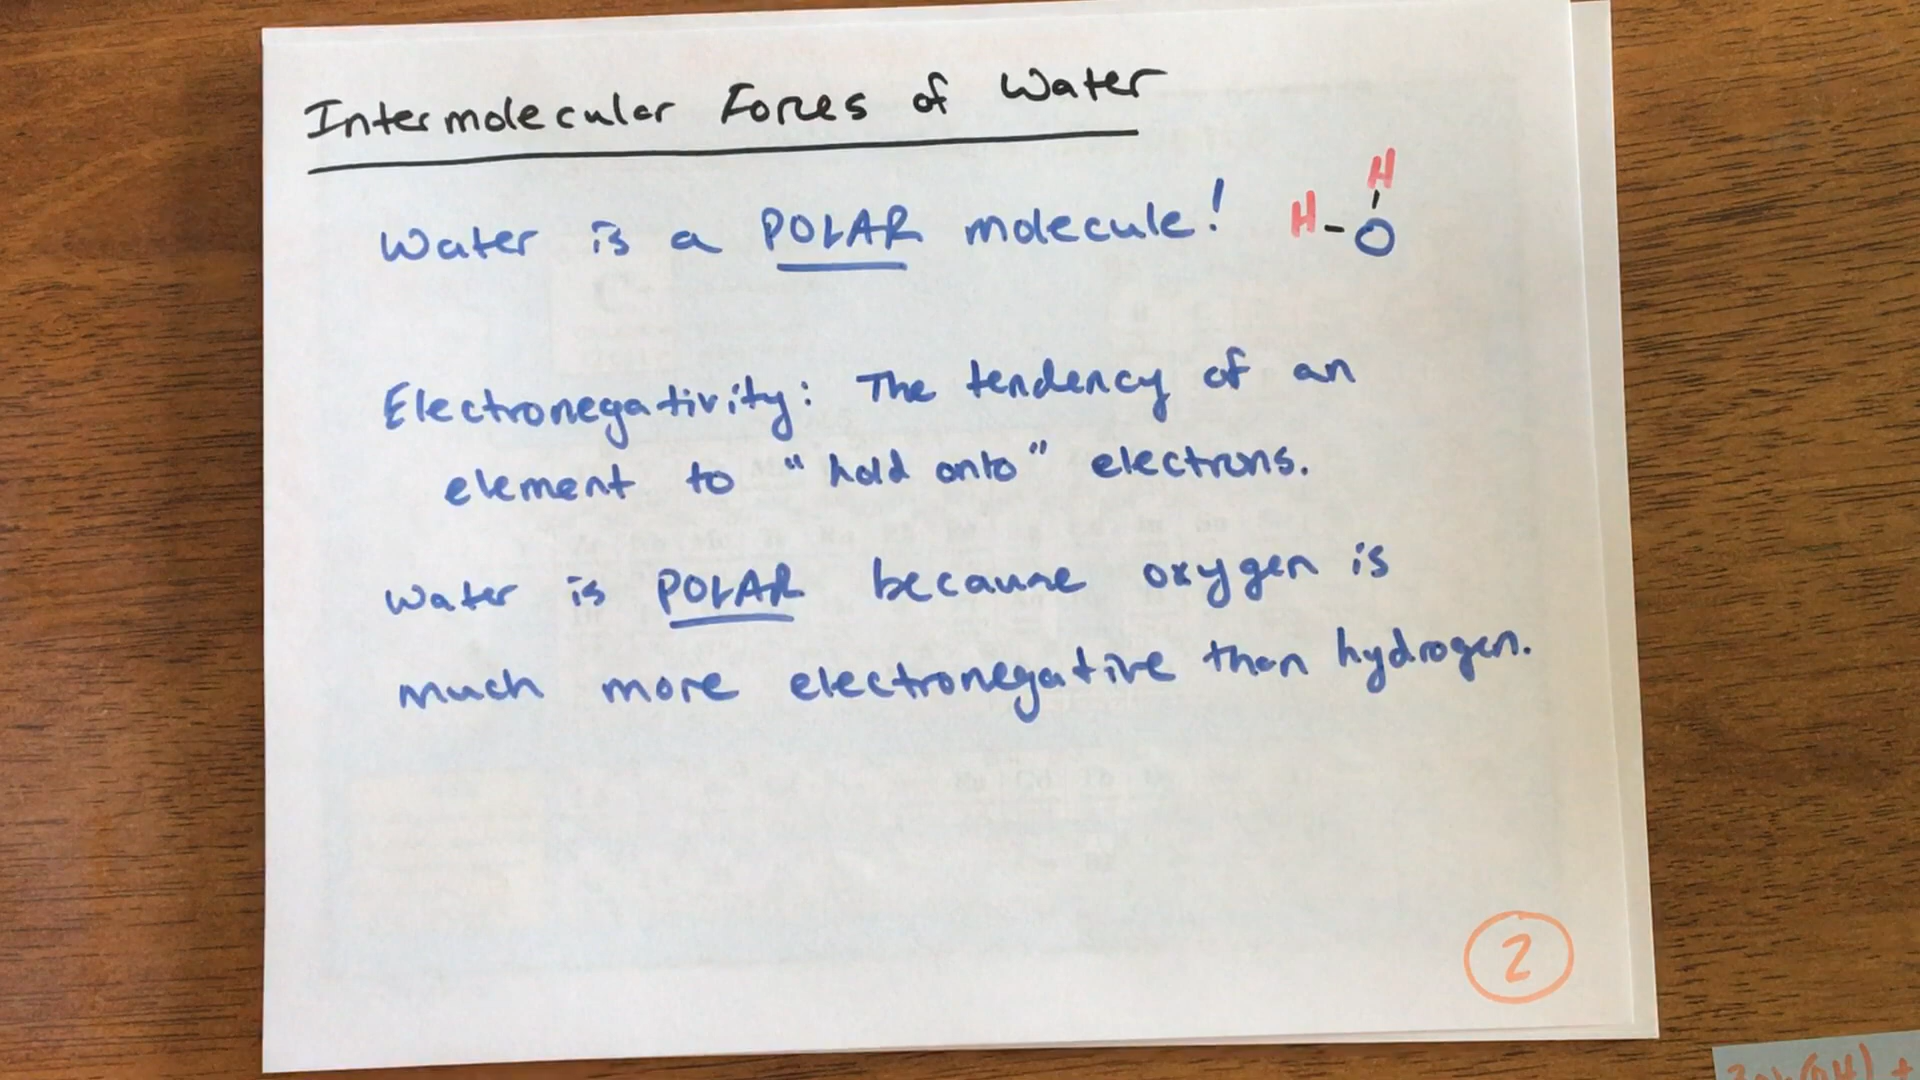 Intermolecular Forces of Water
Water is a POLAR molecule!
H
H-O
Electronegativity: The tendency of an
element to "hold onto" electrons.
Water is POLAR because oxygen is
much more electronegative than hydrogen.
2